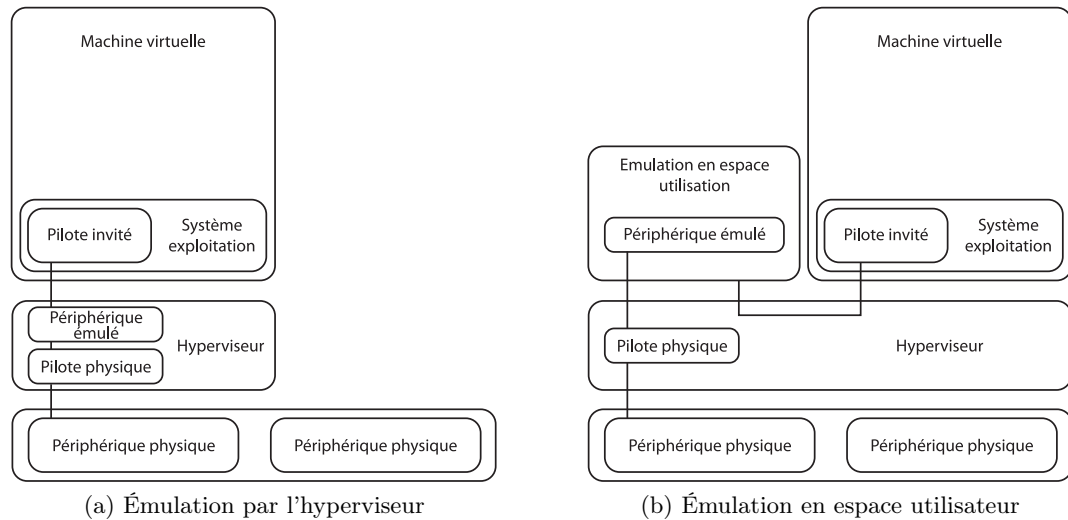 Machine virtuelle
Pilote invité
Système
exploitation
Périphérique
émulé
Hyperviseur
Pilote physique
Périphérique physique
Périphérique physique
(a) Émulation par l'hyperviseur
Machine virtuelle
Emulation en espace
utilisation
Périphérique émulé
Pilote invité
Système
exploitation
Pilote physique
Hyperviseur
Périphérique physique
Périphérique physique
(b) Émulation en espace utilisateur